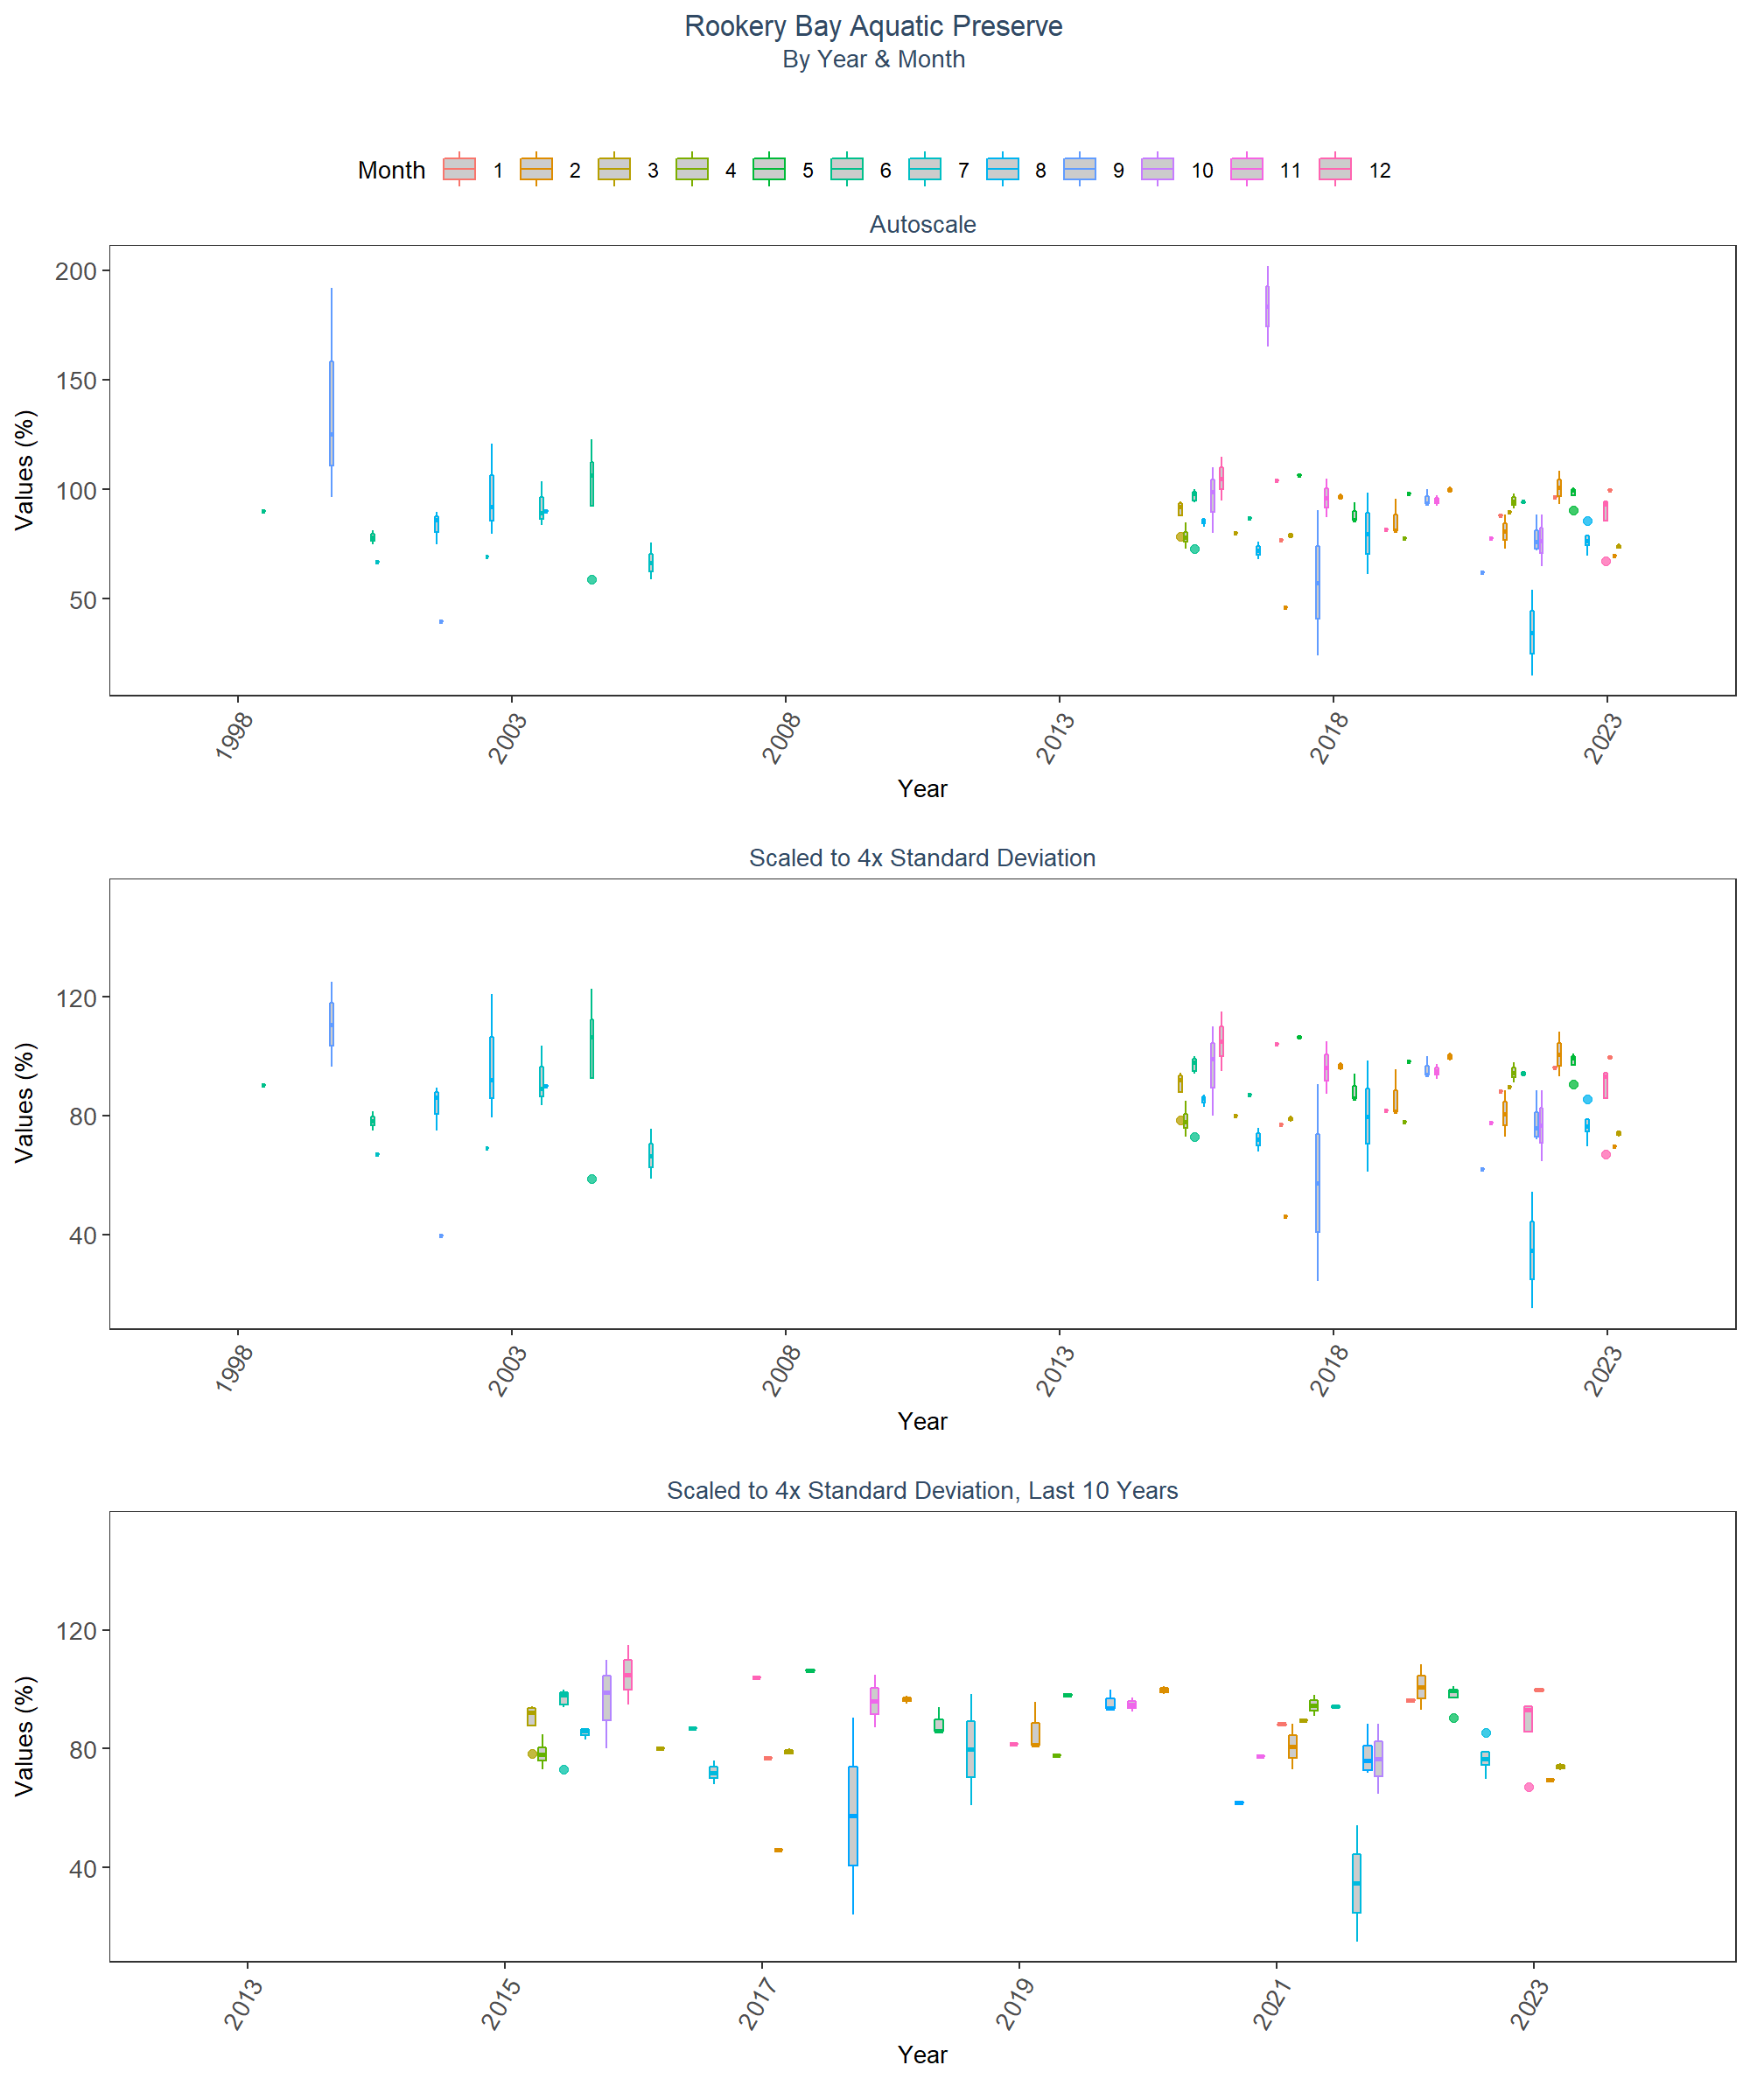 Rookery Bay Aquatic Preserve
By Year & Month
Month 1 2 3 4 5 6 7 8 9 10 11 12
Autoscale
Values (%)
200
150
100
50
1998 2003 2008 2013 2018 2023
Year
Scaled to 4x Standard Deviation
Values (%)
120
80
40
1998 2003 2008 2013 2018 2023
Year
Scaled to 4x Standard Deviation, Last 10 Years
Values (%)
120
80
40
2013 2015 2017 2019 2021 2023
Year